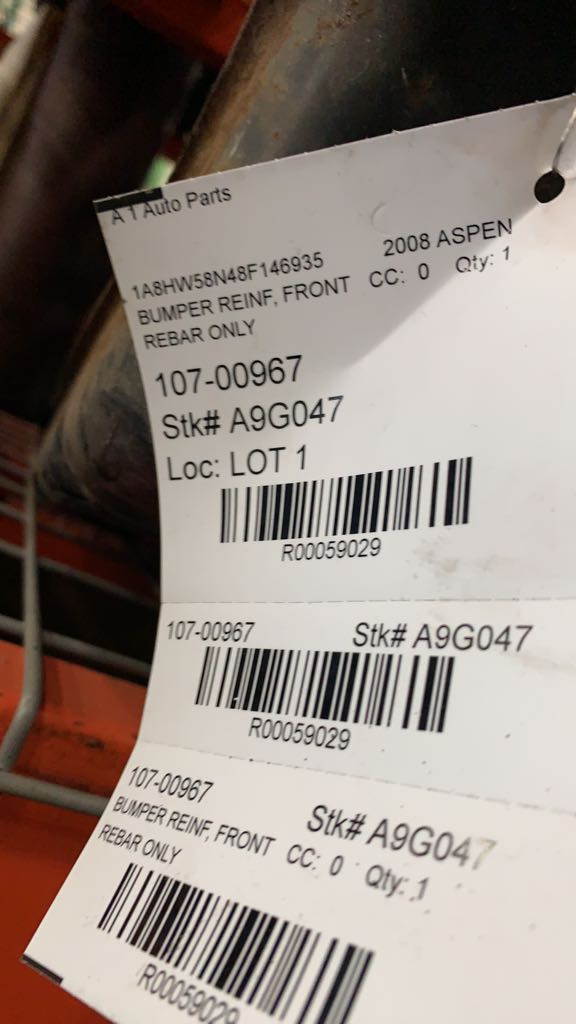 A 1 Auto Parts
1A8HW58N48F146935 2008 ASPEN
BUMPER REINF, FRONT CC: 0 Qty: 1
REBAR ONLY
107-00967
Stk# A9G047
Loc: LOT 1
R00059029
107-00967 Stk# A9G047
R00059029
107-00967 Stk# A9G047
BUMPER REINF, FRONT CC: 0 Qty: 1
REBAR ONLY
R00059029